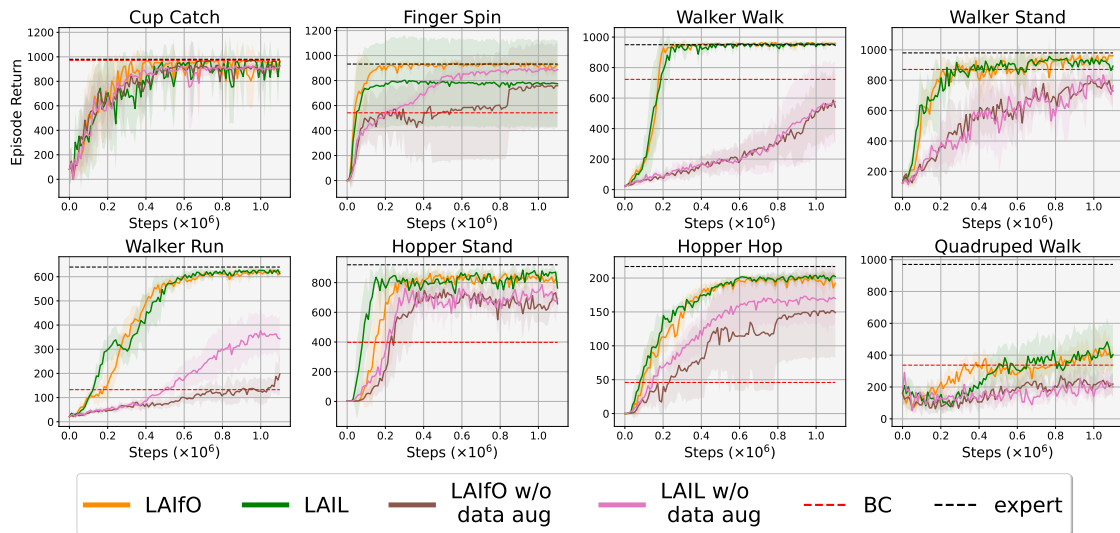 Cup Catch Finger Spin Walker Walk Walker Stand
Episode Return
1200
1000
800
600
400
200
0
0.0 0.2 0.4 0.6 0.8 1.0
Steps (×10⁶)
1200
1000
800
600
400
200
0
0.0 0.2 0.4 0.6 0.8 1.0
Steps (×10⁶)
1000
800
600
400
200
0
0.0 0.2 0.4 0.6 0.8 1.0
Steps (×10⁶)
1000
800
600
400
200
0.0 0.2 0.4 0.6 0.8 1.0
Steps (×10⁶)
Walker Run Hopper Stand Hopper Hop Quadruped Walk
600
500
400
300
200
100
0
0.0 0.2 0.4 0.6 0.8 1.0
Steps (×10⁶)
800
600
400
200
0
0.0 0.2 0.4 0.6 0.8 1.0
Steps (×10⁶)
200
150
100
50
0
0.0 0.2 0.4 0.6 0.8 1.0
Steps (×10⁶)
1000
800
600
400
200
0
0.0 0.2 0.4 0.6 0.8 1.0
Steps (×10⁶)
LAIfO
LAIL
LAIfO w/o
data aug
LAIL w/o
data aug
BC
expert